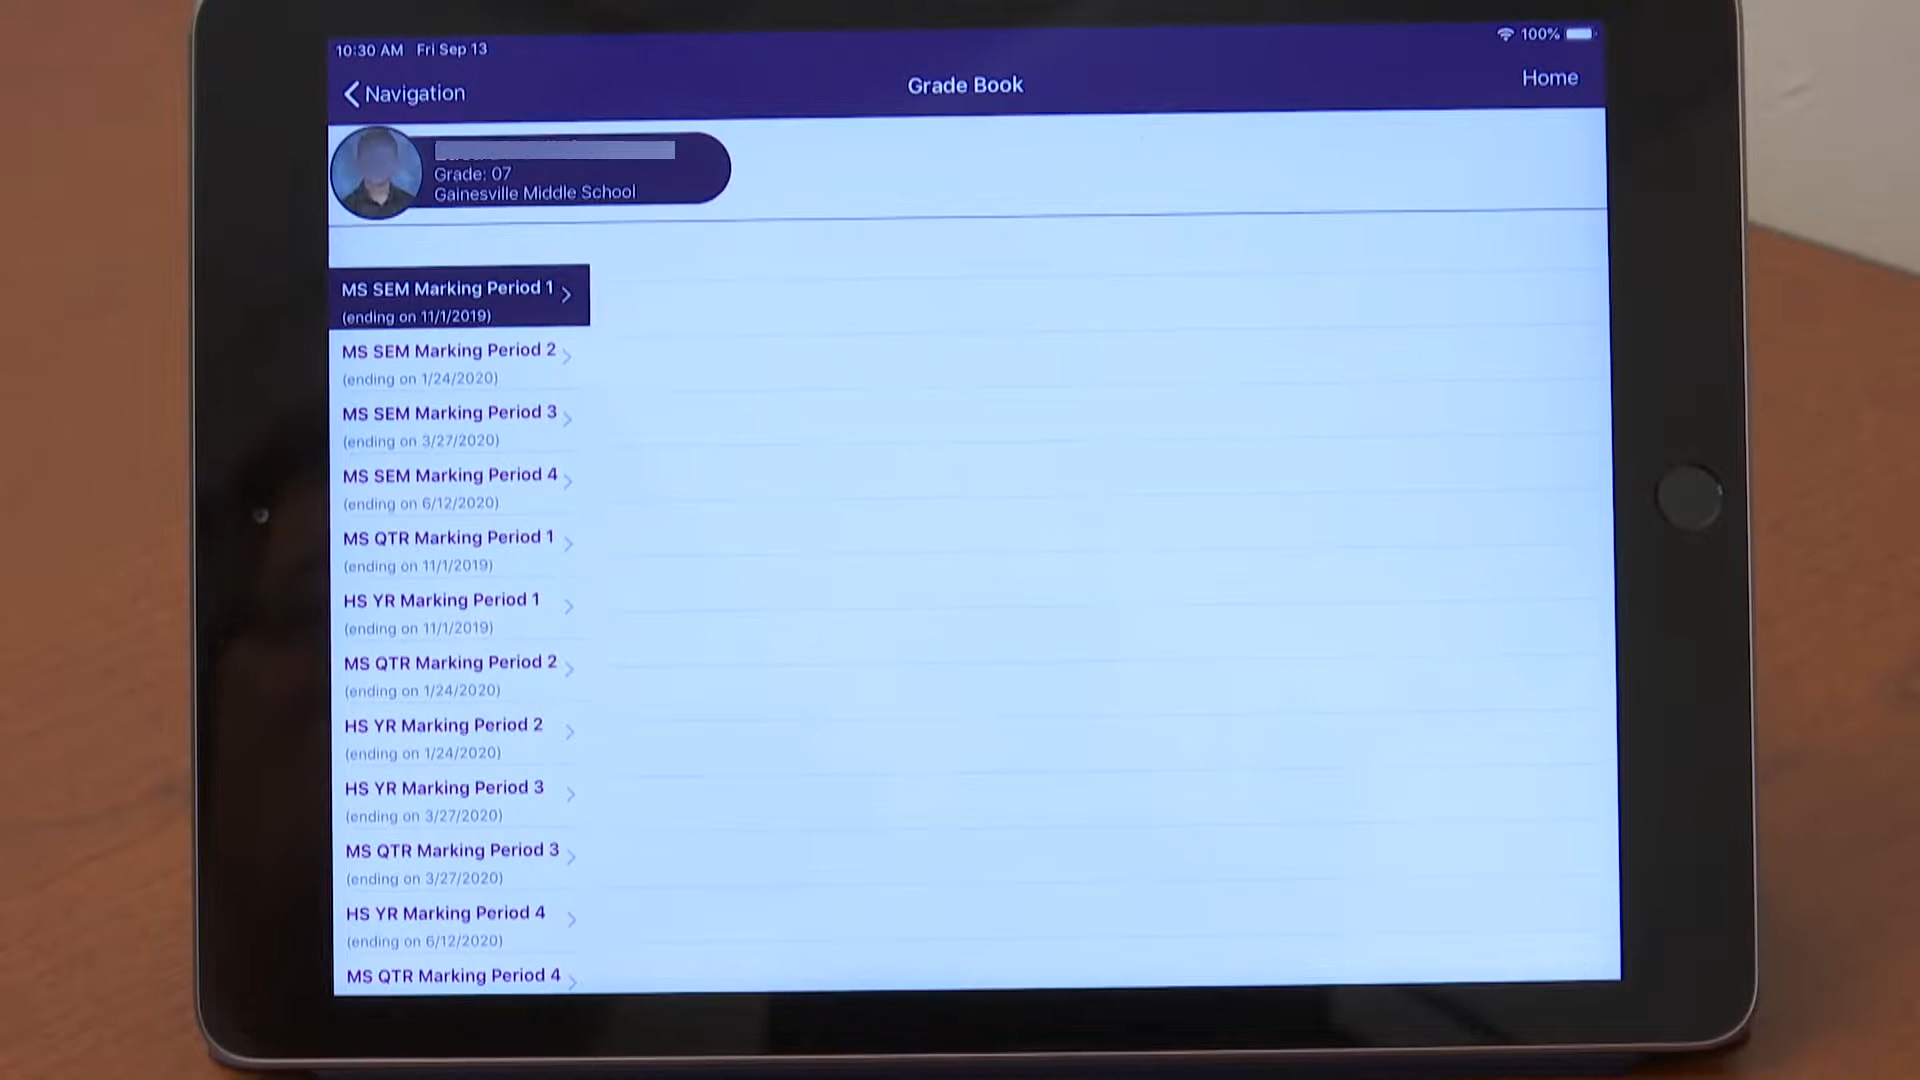 10:30 AM Fri Sep 13
100%
Navigation
Grade Book
Home
Grade: 07
Gainesville Middle School
MS SEM Marking Period 1
(ending on 11/1/2019)
MS SEM Marking Period 2
(ending on 1/24/2020)
MS SEM Marking Period 3
(ending on 3/27/2020)
MS SEM Marking Period 4
(ending on 6/12/2020)
MS QTR Marking Period 1
(ending on 11/1/2019)
HS YR Marking Period 1
(ending on 11/1/2019)
MS QTR Marking Period 2
(ending on 1/24/2020)
HS YR Marking Period 2
(ending on 1/24/2020)
HS YR Marking Period 3
(ending on 3/27/2020)
MS QTR Marking Period 3
(ending on 3/27/2020)
HS YR Marking Period 4
(ending on 6/12/2020)
MS QTR Marking Period 4